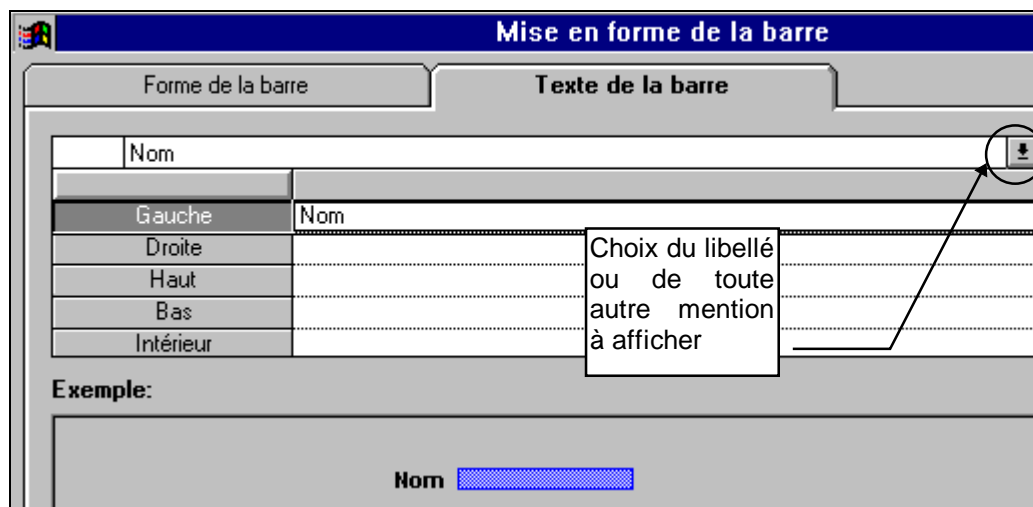 Mise en forme de la barre
Forme de la barre
Texte de la barre
Nom
Gauche Nom
Droite
Haut
Bas
Intérieur
Choix du libellé
ou de toute
autre mention
à afficher
Exemple:
Nom